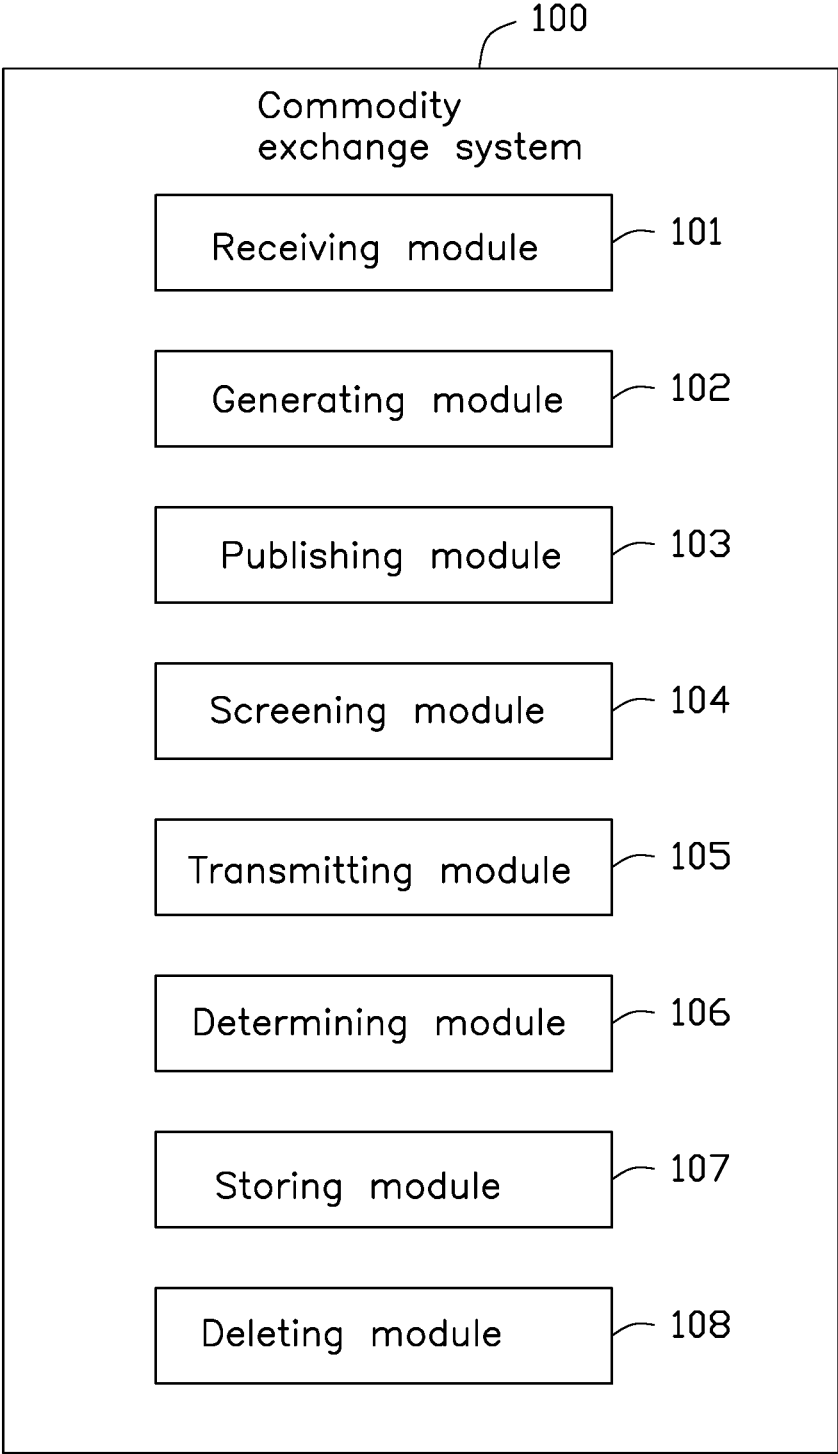 100
Commodity
exchange system
Receiving module
101
Generating module
102
Publishing module
103
Screening module
104
Transmitting module
105
Determining module
106
Storing module
107
Deleting module
108